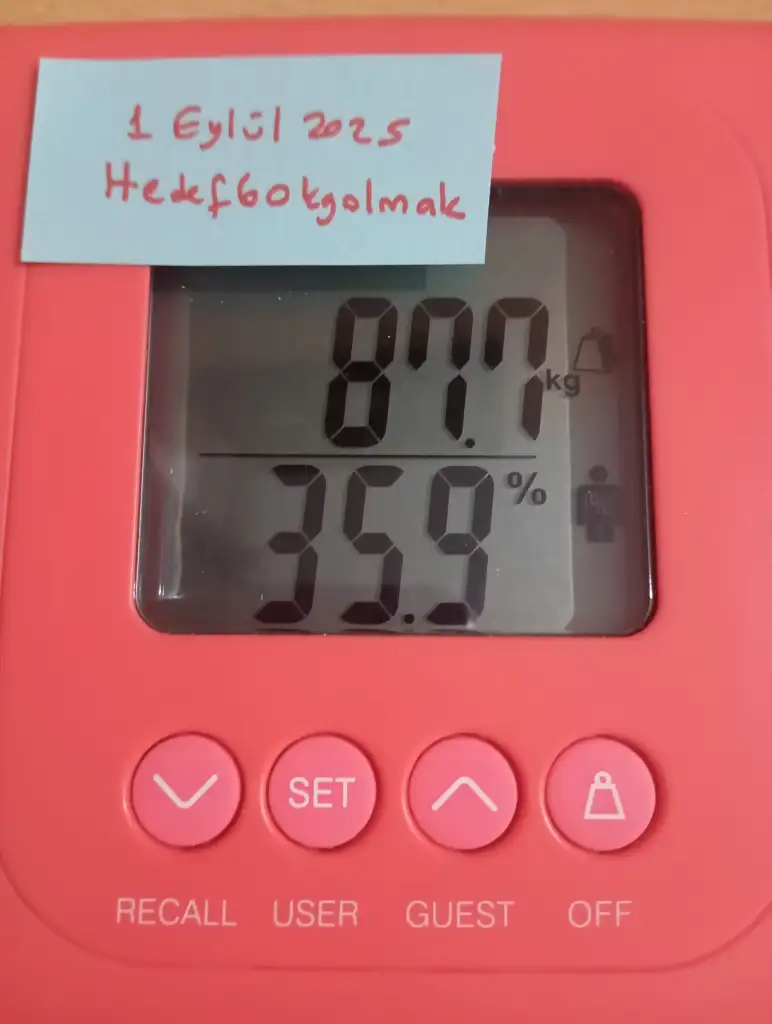 1 Eylül 2025
Hedef 60 kg olmak
87.7 kg
35.9 %
SET
RECALL USER GUEST OFF